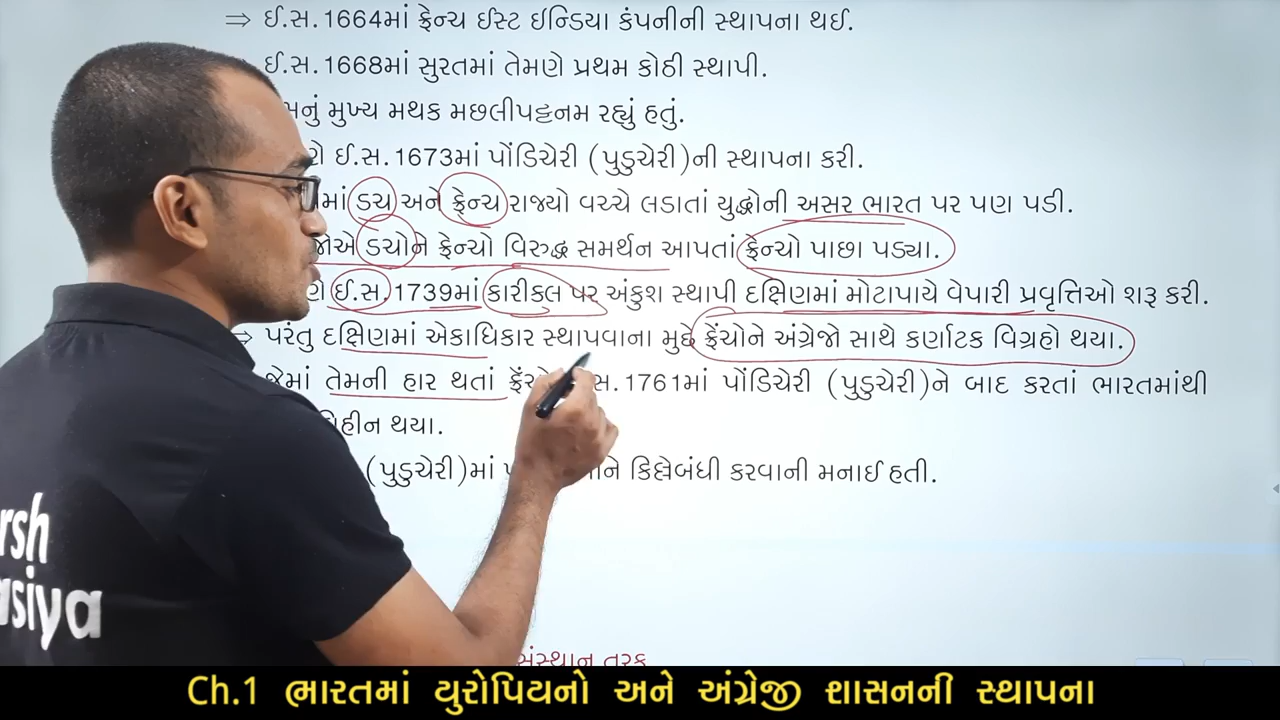 ⇒ ઈ.સ. 1664માં ફ્રેન્ચ ઈસ્ટ ઇન્ડિયા કંપનીની સ્થાપના થઈ.
ઈ.સ. 1668માં સુરતમાં તેમણે પ્રથમ કોઠી સ્થાપી.
મુખ્ય મથક મછલીપટ્ટનમ રહ્યું હતું.
ઈ.સ. 1673માં પોંડિચેરી (પુડુચેરી)ની સ્થાપના કરી.
ડચ અને ફ્રેન્ચ રાજ્યો વચ્ચે લડાતાં યુદ્ધોની અસર ભારત પર પણ પડી.
ડચોને ફ્રેન્ચો વિરુદ્ધ સમર્થન આપતાં ફ્રેન્ચો પાછા પડ્યા.
ઈ.સ. 1739માં કારીકલ પર અંકુશ સ્થાપી દક્ષિણમાં મોટાપાયે વેપારી પ્રવૃત્તિઓ શરૂ કરી.
⇒ પરંતુ દક્ષિણમાં એકાધિકાર સ્થાપવાના મુદ્દે ફ્રેંચોને અંગ્રેજો સાથે કર્ણાટક વિગ્રહો થયા.
જેમાં તેમની હાર થતાં 1761માં પોંડિચેરી (પુડુચેરી)ને બાદ કરતાં ભારતમાંથી
થયા.
(પુડુચેરી)માં કિલ્લેબંધી કરવાની મનાઈ હતી.
સંસ્થાન તરફ
rsh
asiya
Ch.1 ભારતમાં યુરોપિયનો અને અંગ્રેજી શાસનની સ્થાપના